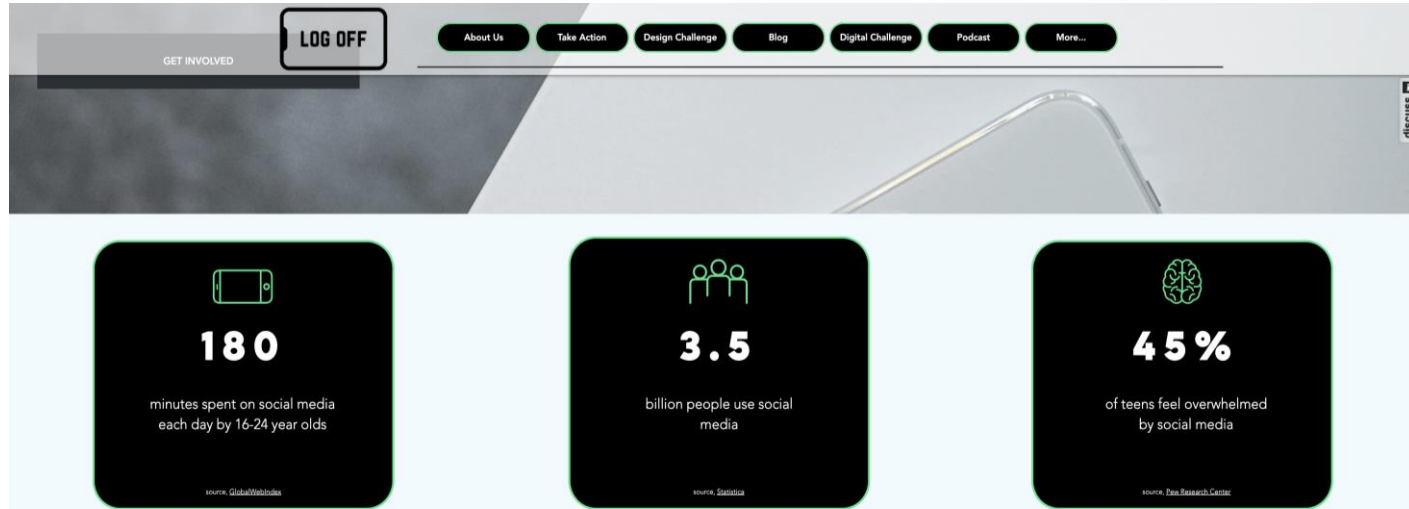 LOG OFF
About Us
Take Action
Design Challenge
Blog
Digital Challenge
Podcast
More...
GET INVOLVED
discuss
180
minutes spent on social media
each day by 16-24 year olds
source, GlobalWebIndex
3.5
billion people use social
media
source, Statistica
45%
of teens feel overwhelmed
by social media
source, Pew Research Center